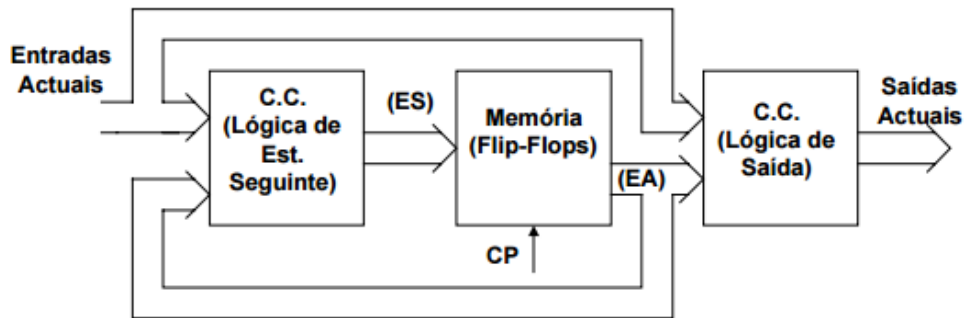 Entradas
Actuais
C.C.
(Lógica de
Est.
Seguinte)
(ES)
Memória
(Flip-Flops)
CP
(EA)
C.C.
(Lógica de
Saída)
Saídas
Actuais